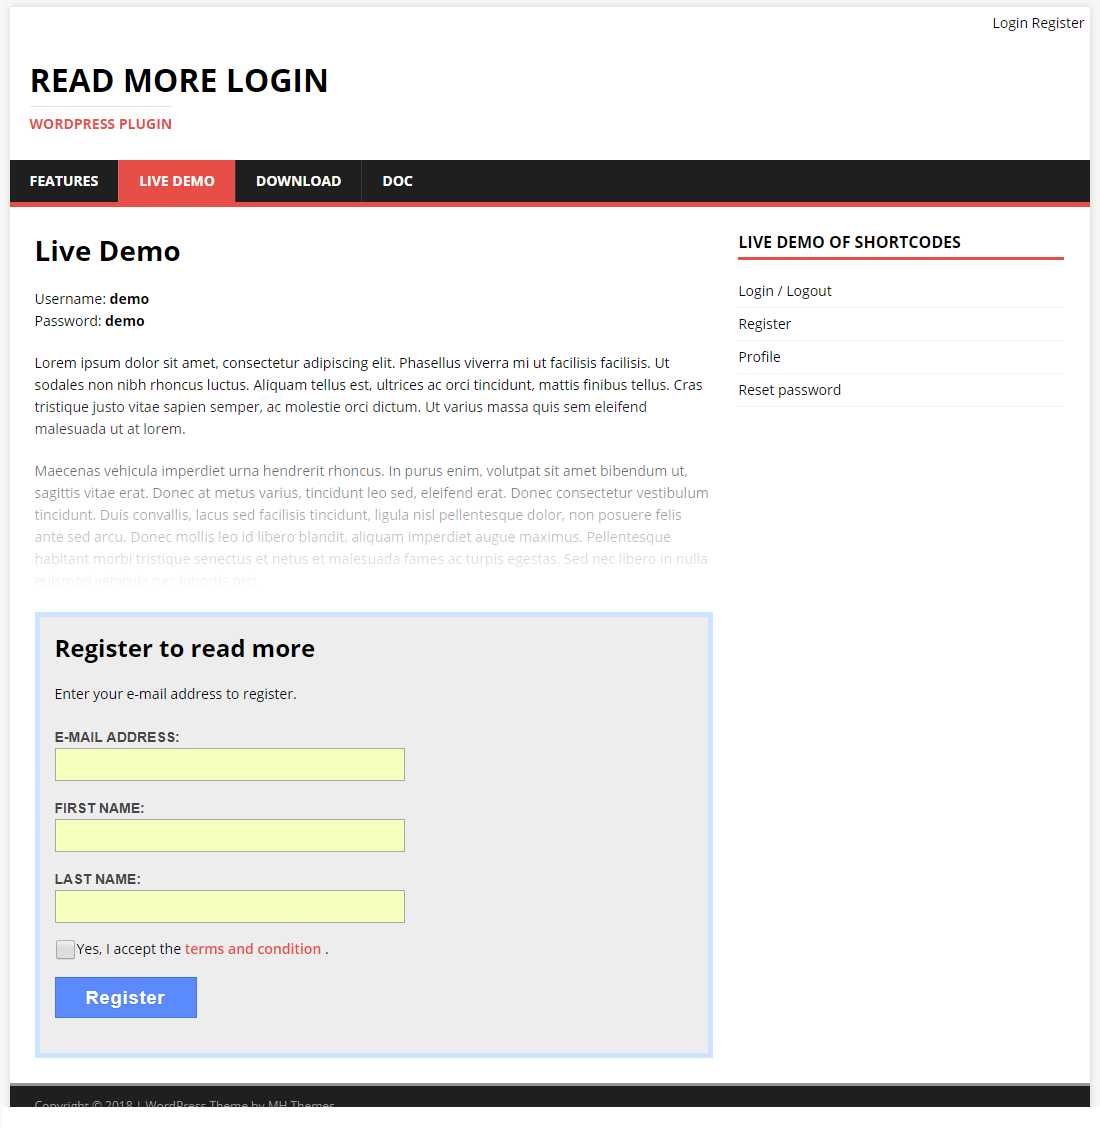 Login Register
READ MORE LOGIN
WORDPRESS PLUGIN
FEATURES LIVE DEMO DOWNLOAD DOC
Live Demo
Username: demo
Password: demo
Lorem ipsum dolor sit amet, consectetur adipiscing elit. Phasellus viverra mi ut facilisis facilisis. Ut
sodales non nibh rhoncus luctus. Aliquam tellus est, ultrices ac orci tincidunt, mattis finibus tellus. Cras
tristique justo vitae sapien semper, ac molestie orci dictum. Ut varius massa quis sem eleifend
malesuada ut at lorem.
Maecenas vehicula imperdiet urna hendrerit rhoncus. In purus enim, volutpat sit amet bibendum ut,
sagittis vitae erat. Donec at metus varius, tincidunt leo sed, eleifend erat. Donec consectetur vestibulum
tincidunt. Duis convallis, lacus sed facilisis tincidunt, ligula nisl pellentesque dolor, non posuere felis
ante sed arcu. Donec mollis leo id libero blandit, aliquam imperdiet augue maximus. Pellentesque
habitant morbi tristique senectus et netus et malesuada fames ac turpis egestas. Sed nec libero in nulla
euismod vehicula nec lobortis orci.
Register to read more
Enter your e-mail address to register.
E-MAIL ADDRESS:
FIRST NAME:
LAST NAME:
Yes, I accept the terms and condition .
Register
LIVE DEMO OF SHORTCODES
Login / Logout
Register
Profile
Reset password
Copyright © 2018 | WordPress Theme by MH Themes